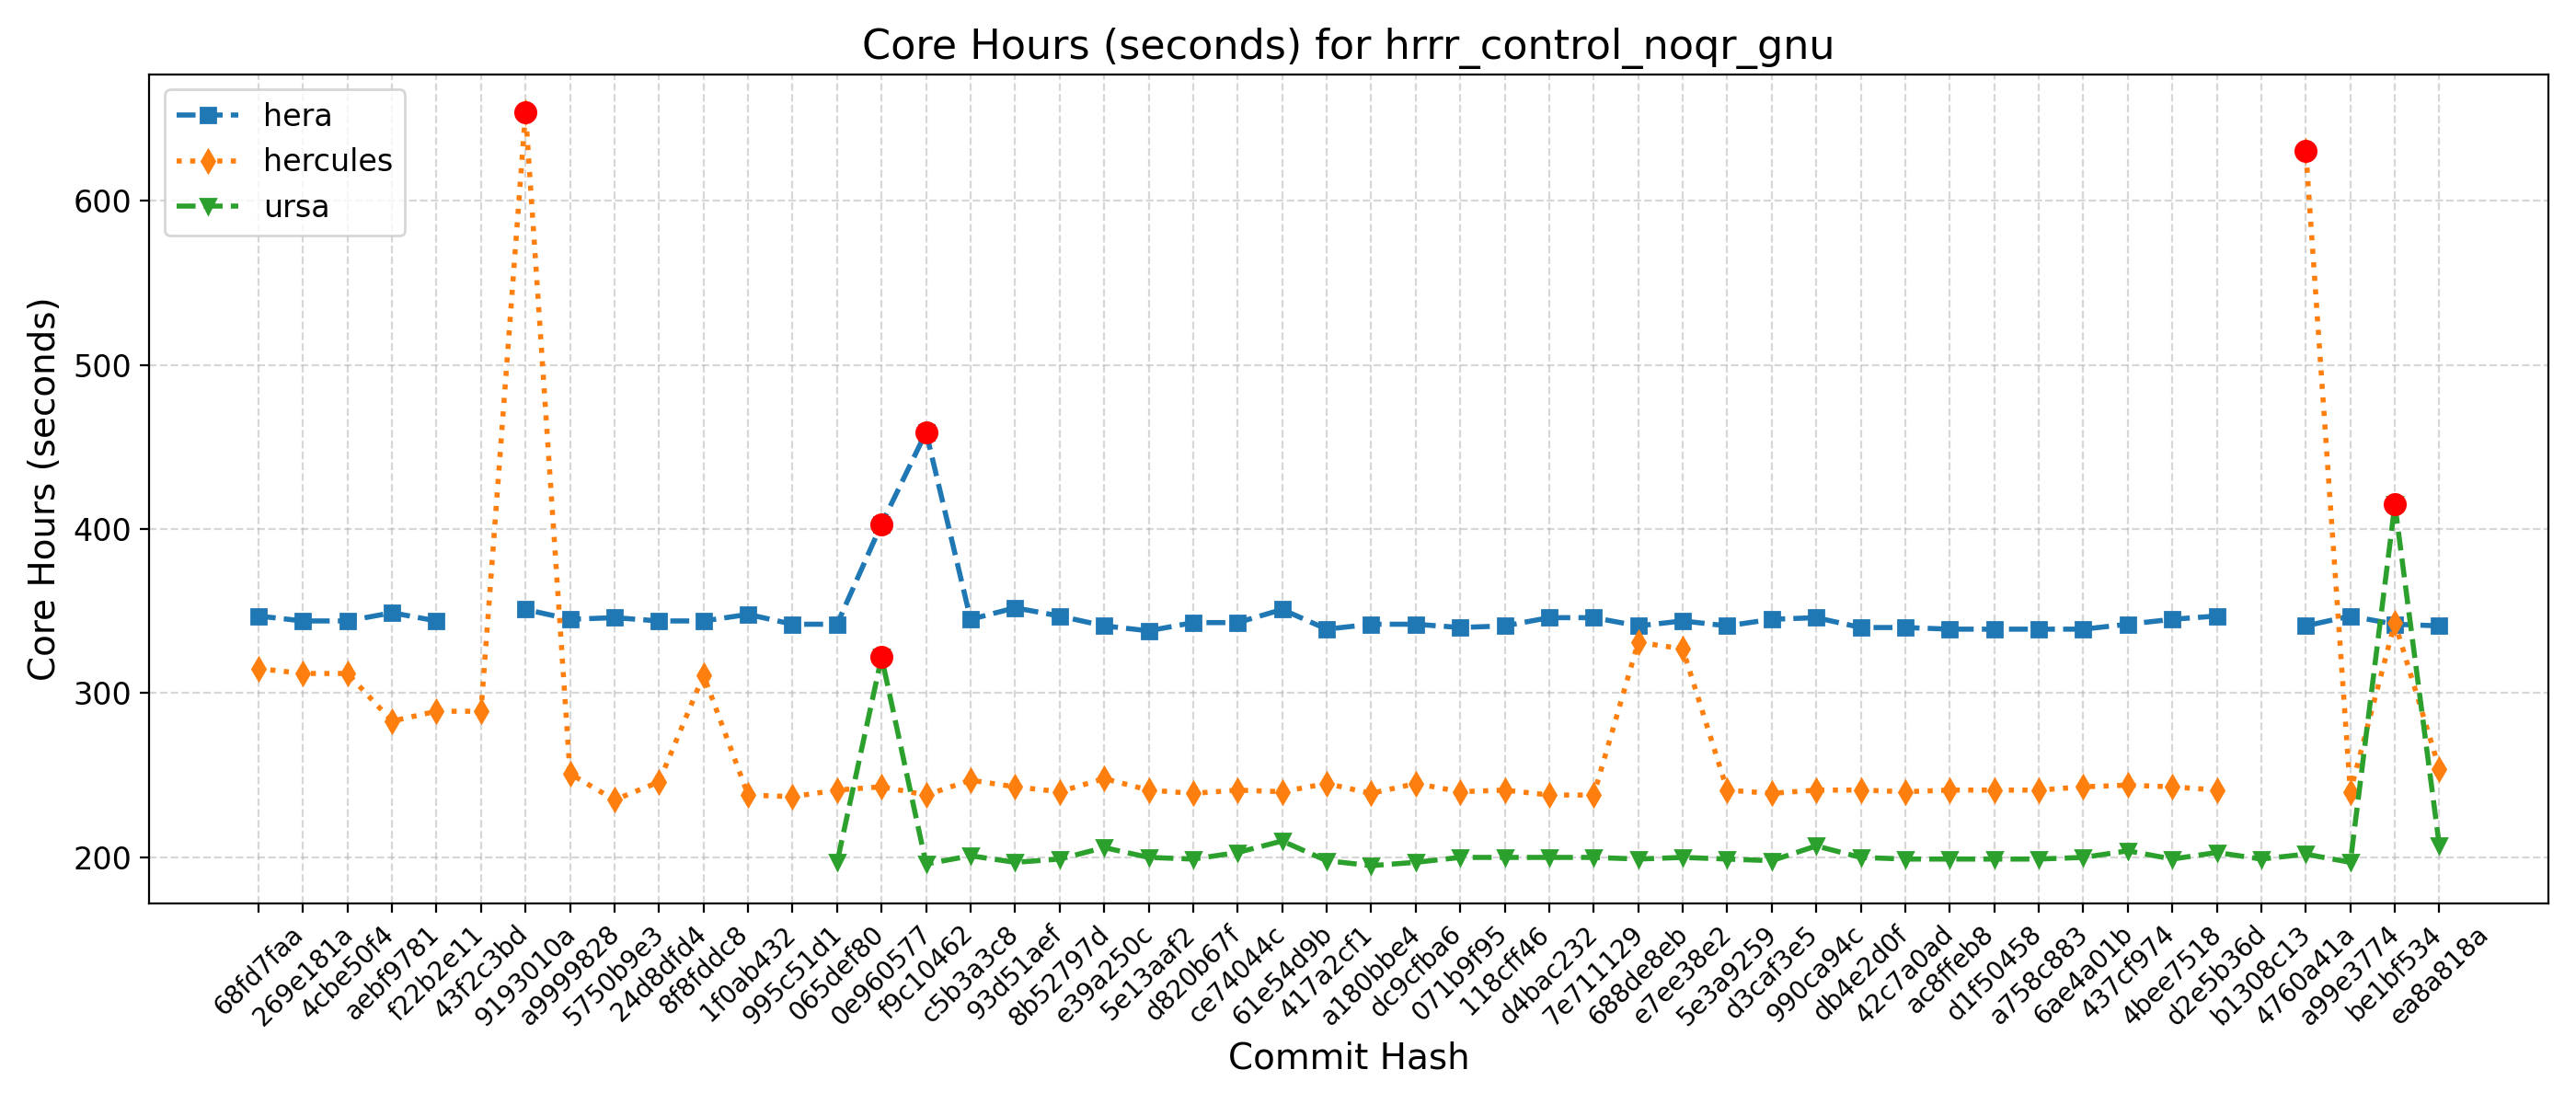 Core Hours (seconds) for hrrr_control_noqr_gnu
hera
hercules
ursa
Core Hours (seconds)
600
500
400
300
200
68fd7faa
269e181a
4cbe50f4
aebf9781
f22b2e11
43f2c3bd
9193010a
a9999828
5750b9e3
24d8dfd4
8f8fddc8
1f0ab432
995c51d1
065def80
0e960577
f9c10462
c5b3a3c8
93d51aef
8b52797d
e39a250c
5e13aaf2
d820b67f
ce74044c
61e54d9b
417a2cf1
a180bbe4
dc9cfba6
071b9f95
118cff46
d4bac232
7e711129
688de8eb
e7ee38e2
5e3a9259
d3caf3e5
990ca94c
db4e2d0f
42c7a0ad
ac8ffeb8
d1f50458
a758c883
6ae4a01b
437cf974
4bee7518
d2e5b36d
b1308c13
4760a41a
a99e3774
be1bf534
ea8a818a
Commit Hash